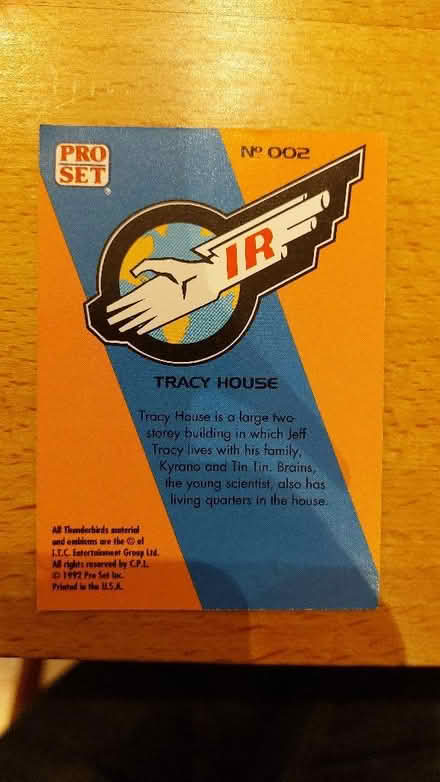 PRO
SET
®
Nº 002
IR
TRACY HOUSE
Tracy House is a large two-
storey building in which Jeff
Tracy lives with his family,
Kyrano and Tin Tin. Brains,
the young scientist, also has
living quarters in the house.
All Thunderbirds material
and emblems are the © of
I.T.C. Entertainment Group Ltd.
All rights reserved by C.P.L.
© 1992 Pro Set Inc.
Printed in the U.S.A.